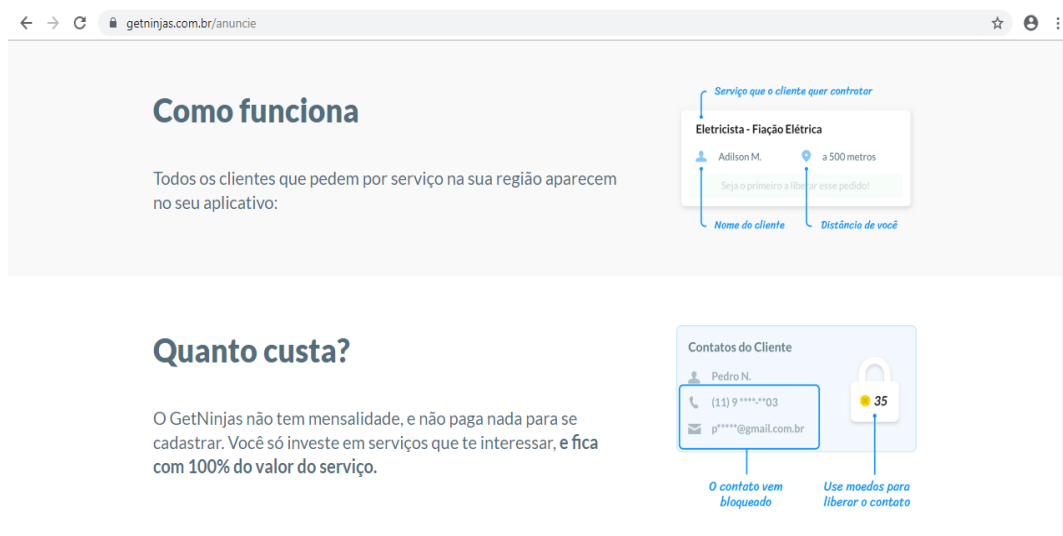 getninjas.com.br/anuncie
Como funciona
Todos os clientes que pedem por serviço na sua região aparecem
no seu aplicativo:
Serviço que o cliente quer contratar
Eletricista - Fiação Elétrica
Adilson M.
a 500 metros
Seja o primeiro a liberar esse pedido!
Nome do cliente
Distância de você
Quanto custa?
O GetNinjas não tem mensalidade, e não paga nada para se
cadastrar. Você só investe em serviços que te interessar, e fica
com 100% do valor do serviço.
Contatos do Cliente
Pedro N.
(11) 9 ****-**03
35
p*****@gmail.com.br
O contato vem
bloqueado
Use moedas para
liberar o contato